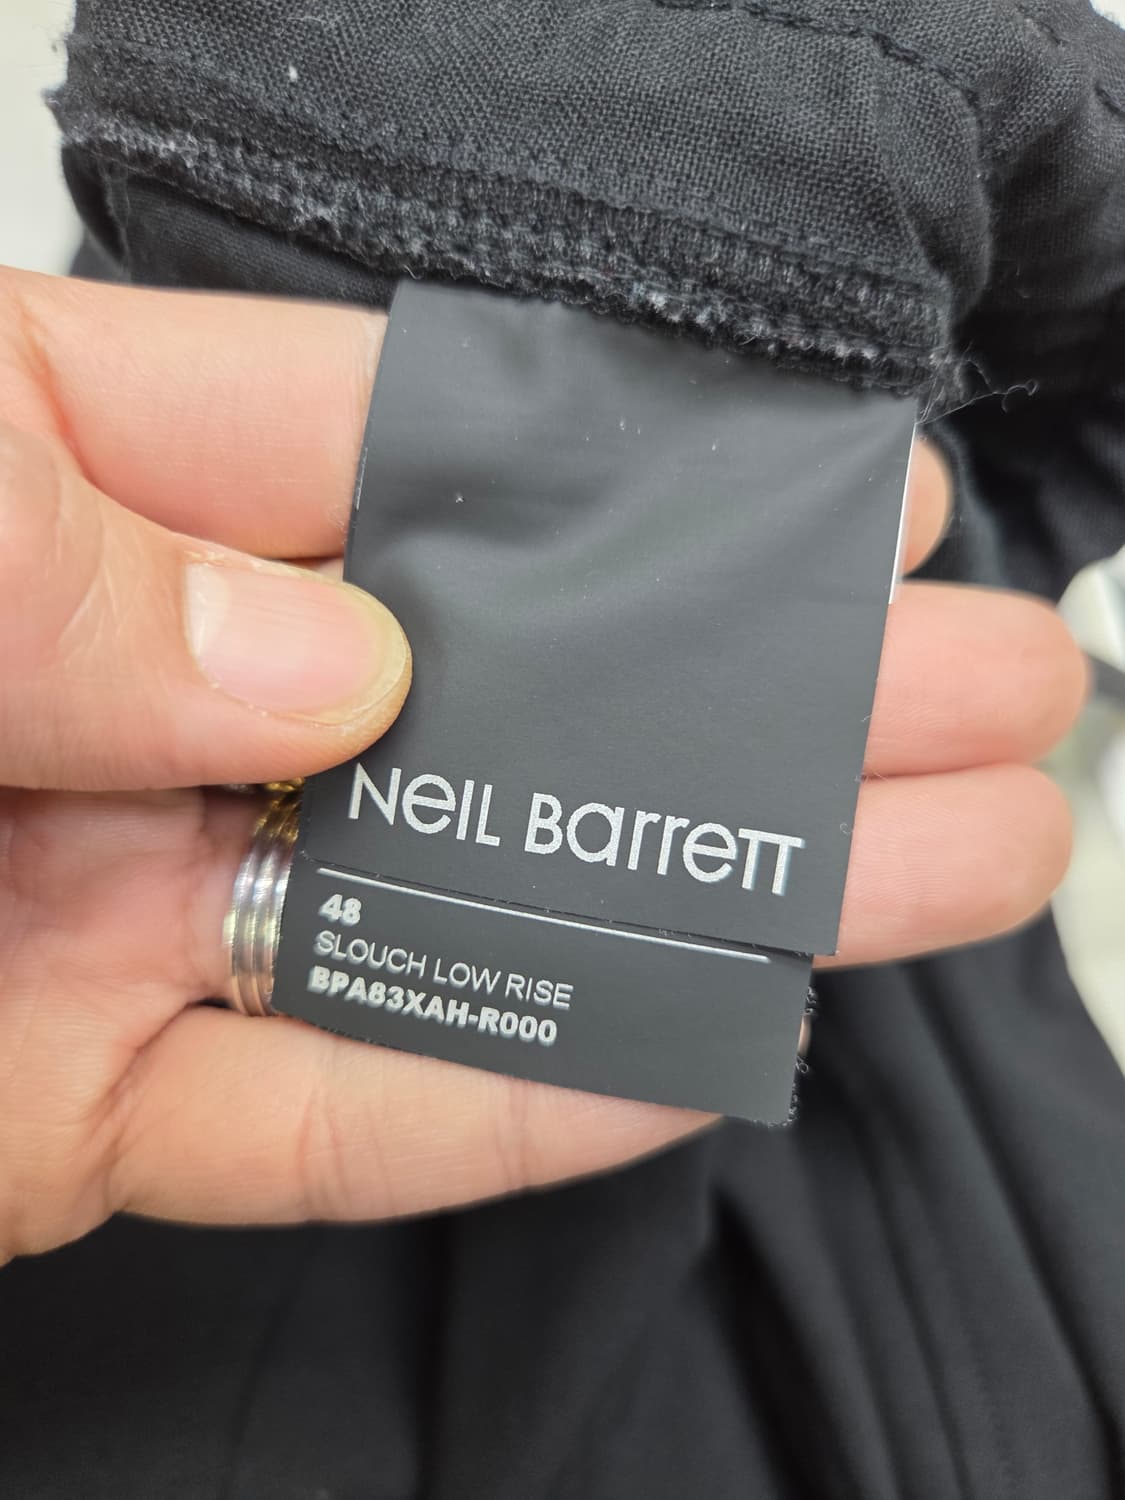 Neil Barrett
48
SLOUCH LOW RISE
BPA83XAH-R000